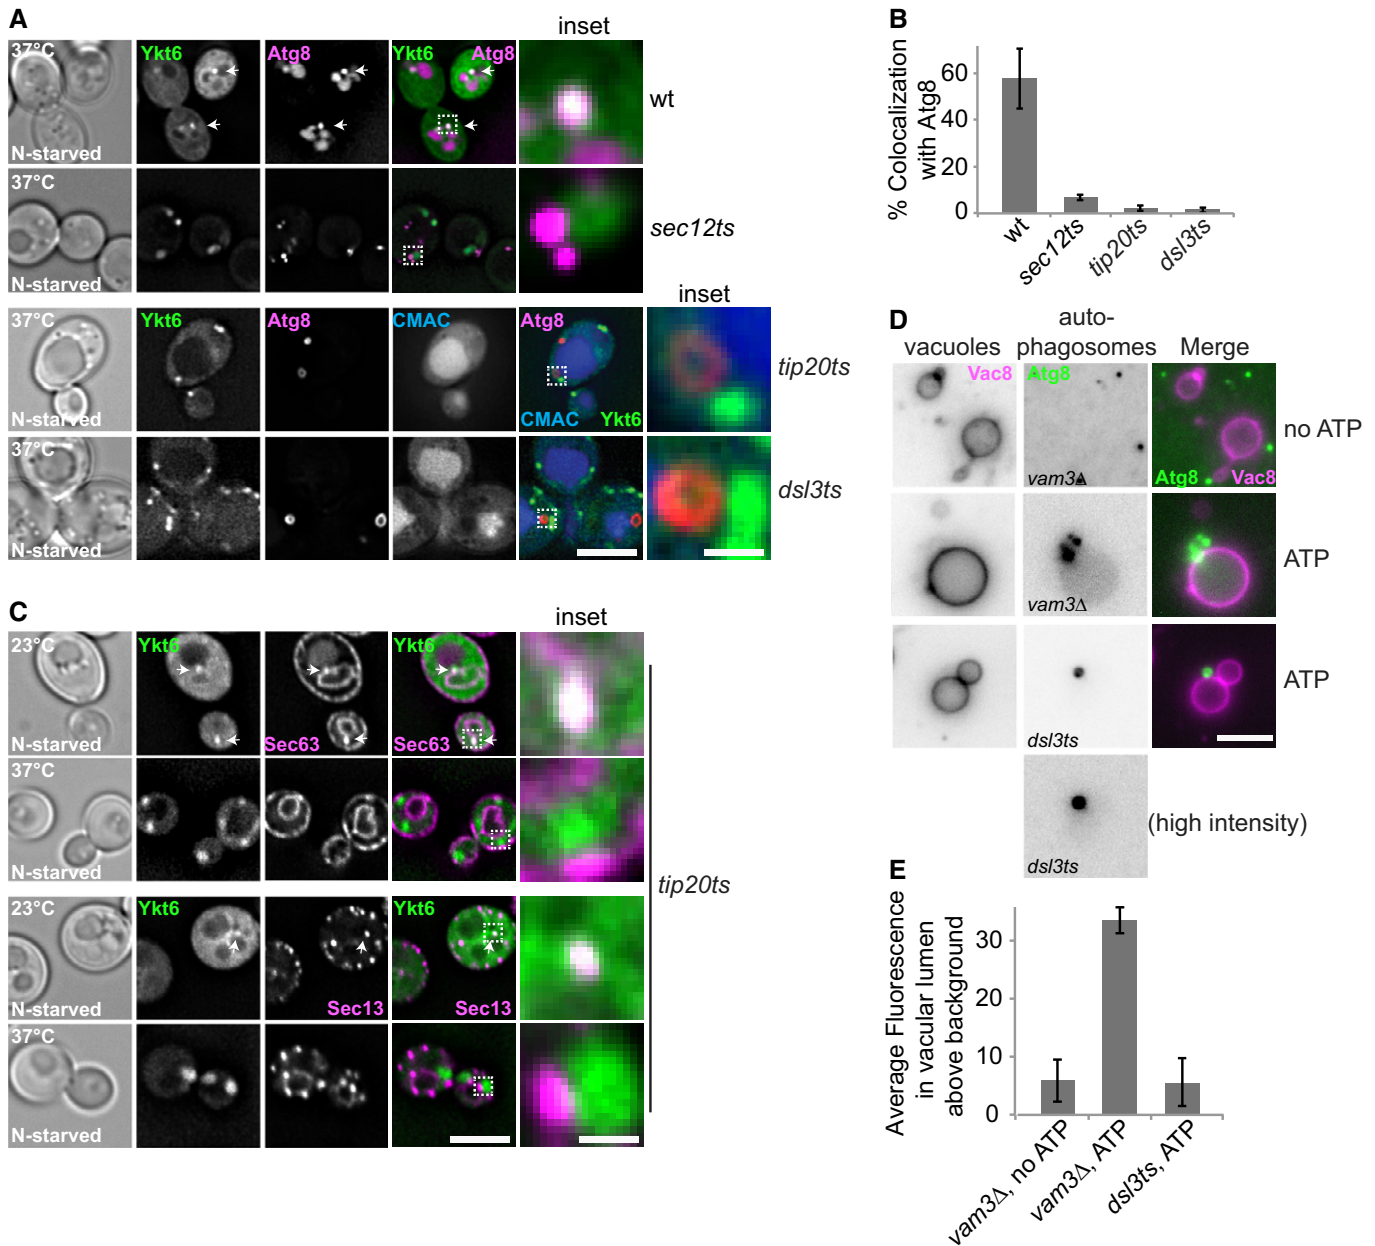 A
inset
37°C
Ykt6
Atg8
Ykt6 Atg8
N-starved
wt
37°C
N-starved
sec12ts
inset
37°C
Ykt6
Atg8
CMAC
Atg8
CMAC Ykt6
N-starved
tip20ts
37°C
N-starved
dsl3ts
B
% Colocalization
with Atg8
60
40
20
0
wt
sec12ts
tip20ts
dsl3ts
C
inset
23°C
Ykt6
Ykt6
N-starved
Sec63
Sec63
37°C
N-starved
tip20ts
23°C
Ykt6
Ykt6
N-starved
Sec13
Sec13
37°C
N-starved
D
auto-
vacuoles phagosomes Merge
Vac8
Atg8
vam3Δ
Atg8 Vac8
no ATP
vam3Δ
ATP
dsl3ts
ATP
dsl3ts
(high intensity)
E
Average Fluorescence
in vacular lumen
above background
30
20
10
0
vam3Δ, no ATP
vam3Δ, ATP
dsl3ts, ATP